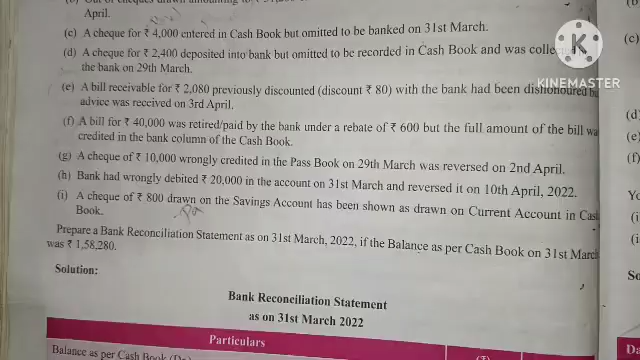 April.
(c) A cheque for ₹ 4,000 entered in Cash Book but omitted to be banked on 31st March.
(d) A cheque for ₹ 2,400 deposited into bank but omitted to be recorded in Cash Book and was
the bank on 29th March.
(e) A bill receivable for ₹ 2,080 previously discounted (discount ₹ 80) with the bank had been dishonoured
advice was received on 3rd April.
(f) A bill for ₹ 40,000 was retired/paid by the bank under a rebate of ₹ 600 but the full amount of the bill
credited in the bank column of the Cash Book.
(g) A cheque of ₹ 10,000 wrongly credited in the Pass Book on 29th March was reversed on 2nd April.
(h) Bank had wrongly debited ₹ 20,000 in the account on 31st March and reversed it on 10th April, 2022.
(i) A cheque of ₹ 800 drawn on the Savings Account has been shown as drawn on Current Account in
Book.
Prepare a Bank Reconciliation Statement as on 31st March, 2022, if the Balance as per Cash Book on 31st March
was ₹ 1,58,280.
Solution:
Bank Reconciliation Statement
as on 31st March 2022
Particulars
(₹)
Balance as per Cash Book
KINEMASTER
(c)
(d)
(e)
(f)
(i
(i